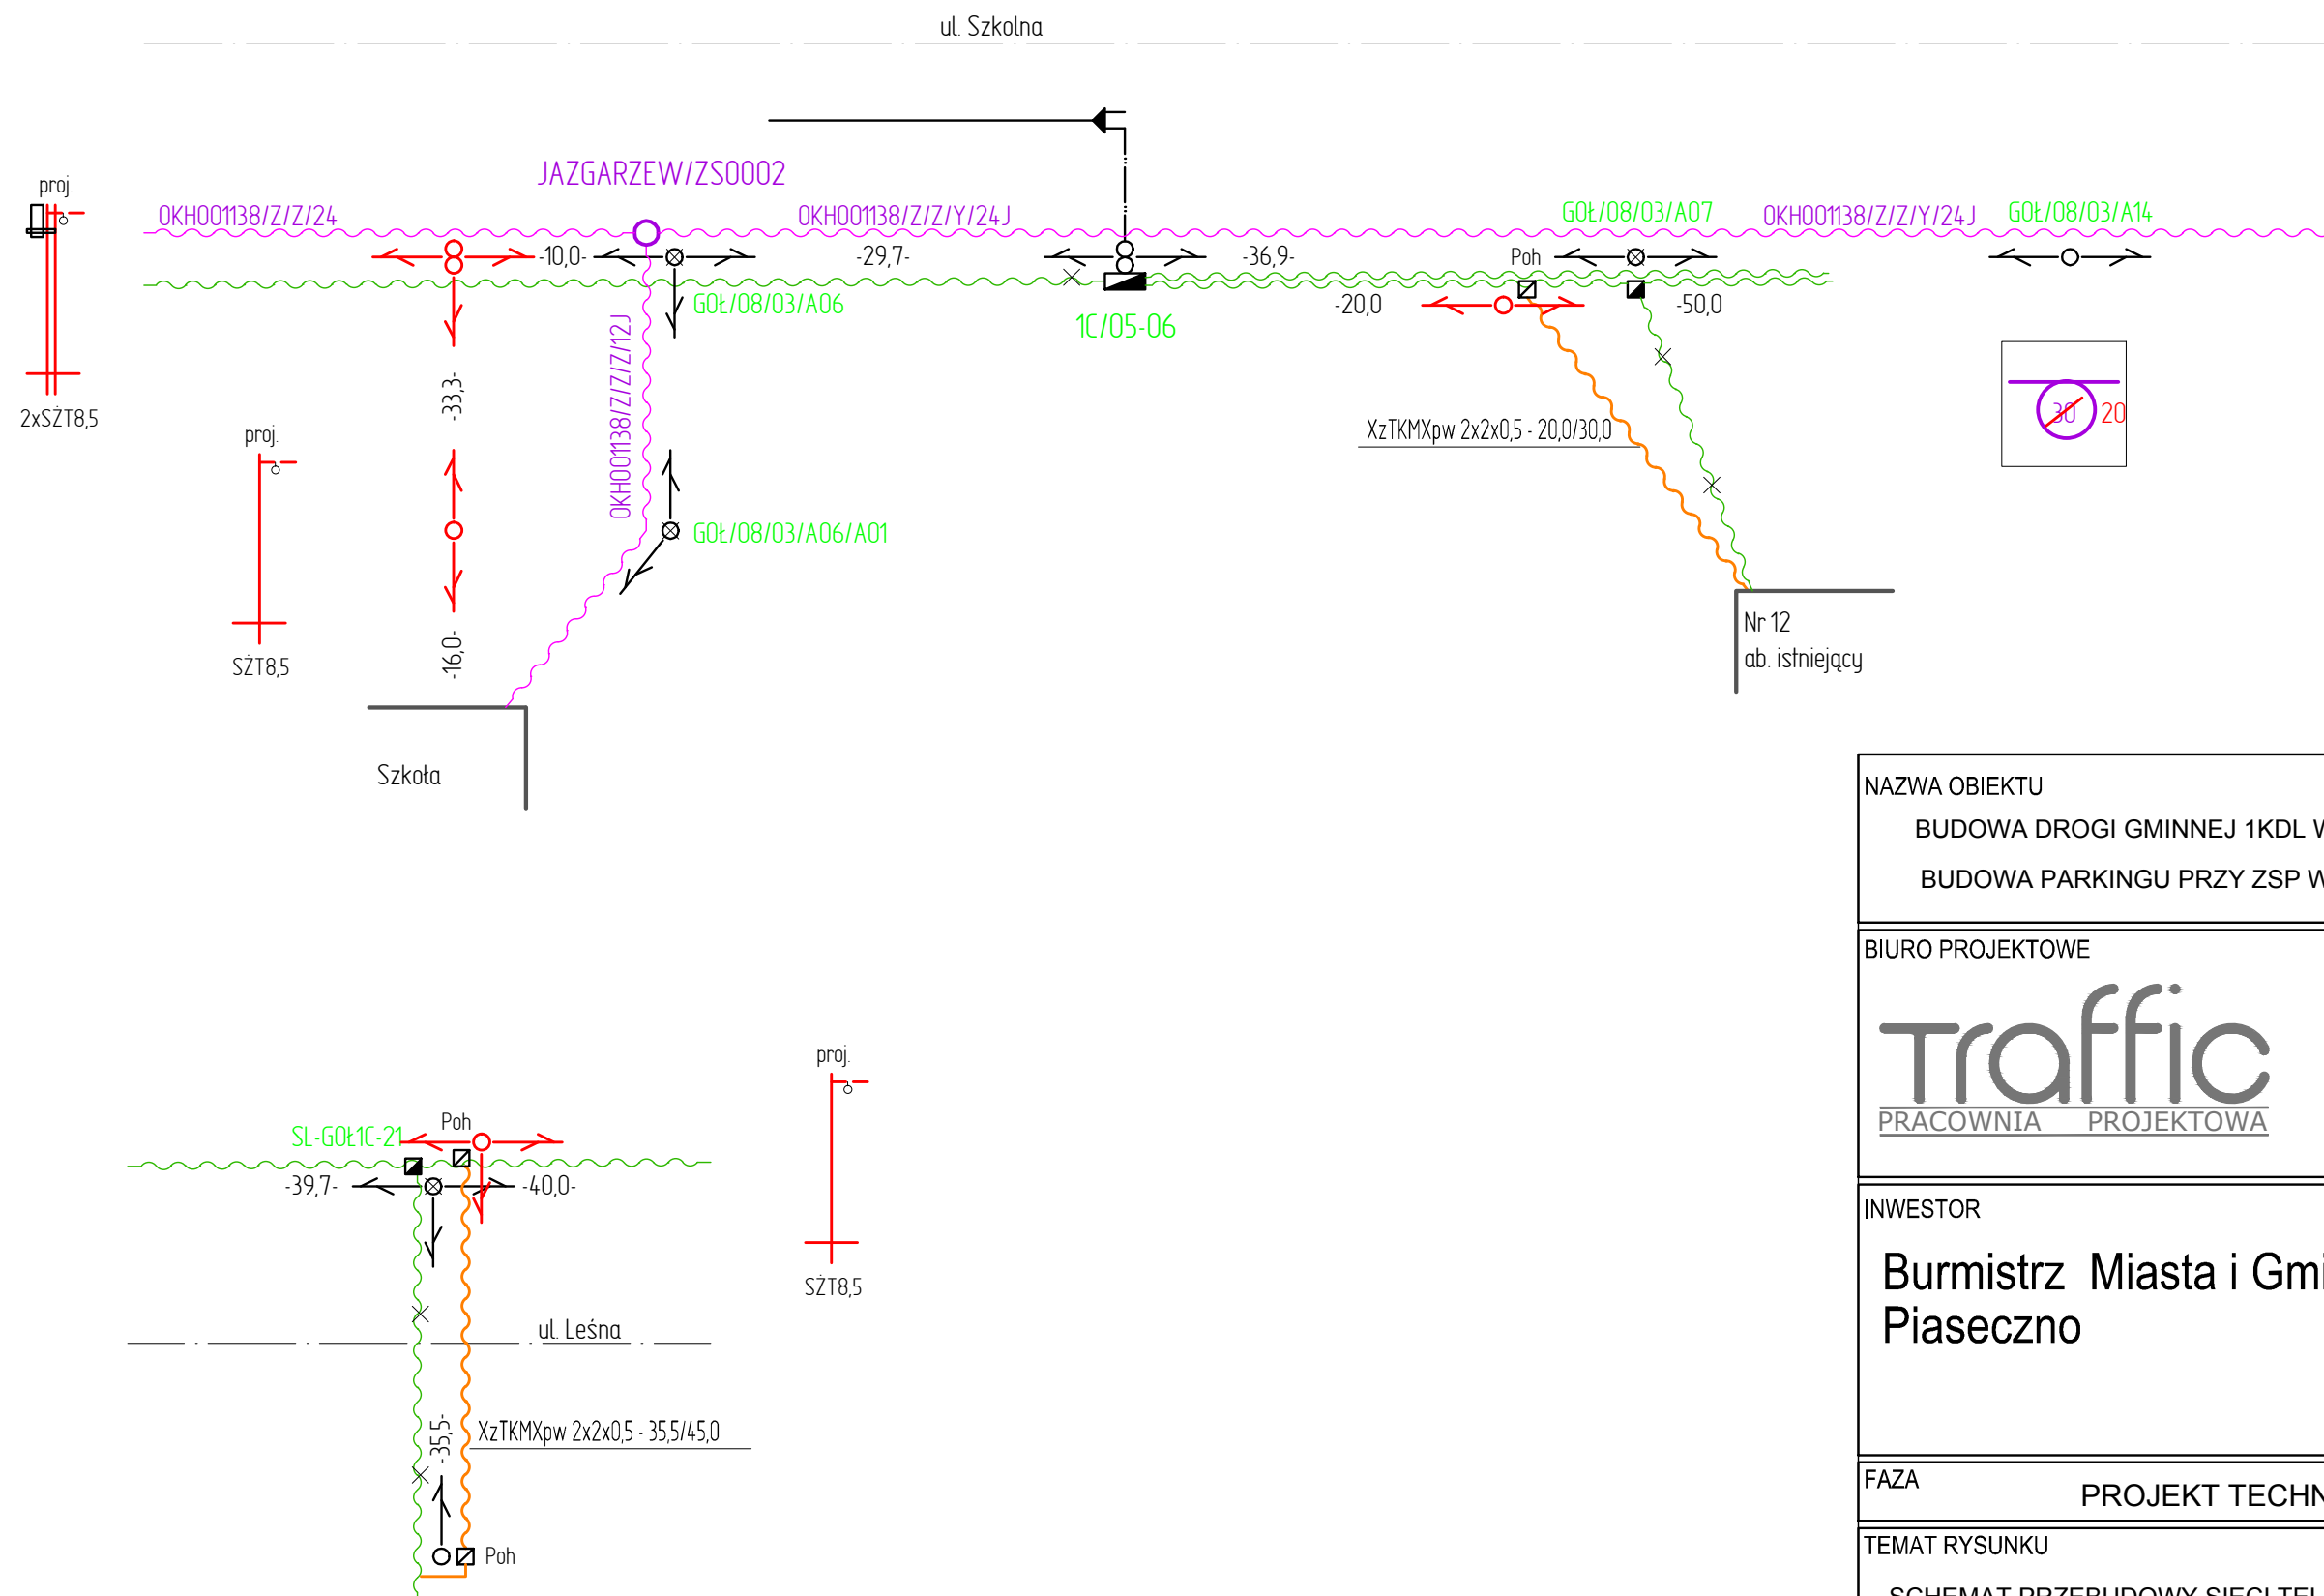 ul. Szkolna
JAZGARZEW/ZS0002
proj.
OKH001138/Z/Z/24
OKH001138/Z/Z/Y/24J
GOŁ/08/03/A07
OKH001138/Z/Z/Y/24J
GOŁ/08/03/A14
-10,0-
-29,7-
-36,9-
Poh
GOŁ/08/03/A06
-20,0
-50,0
1C/05-06
OKH001138/Z/Z/Z/12J
-33,3-
2xSŻT8,5
30
20
proj.
XzTKMXpw 2x2x0,5 - 20,0/30,0
GOŁ/08/03/A06/A01
SŻT8,5
-16,0-
Nr 12
ab. istniejący
Szkoła
NAZWA OBIEKTU
BUDOWA DROGI GMINNEJ 1KDL
BUDOWA PARKINGU PRZY ZSP
BIURO PROJEKTOWE
Traffic
PRACOWNIA PROJEKTOWA
proj.
Poh
SL-GOŁ1C-21
-39,7-
-40,0-
SŻT8,5
ul. Leśna
-35,5-
XzTKMXpw 2x2x0,5 - 35,5/45,0
Poh
INWESTOR
Burmistrz Miasta i Gmi
Piaseczno
FAZA
PROJEKT TECHN
TEMAT RYSUNKU
SCHEMAT PRZEBUDOWY SIECI